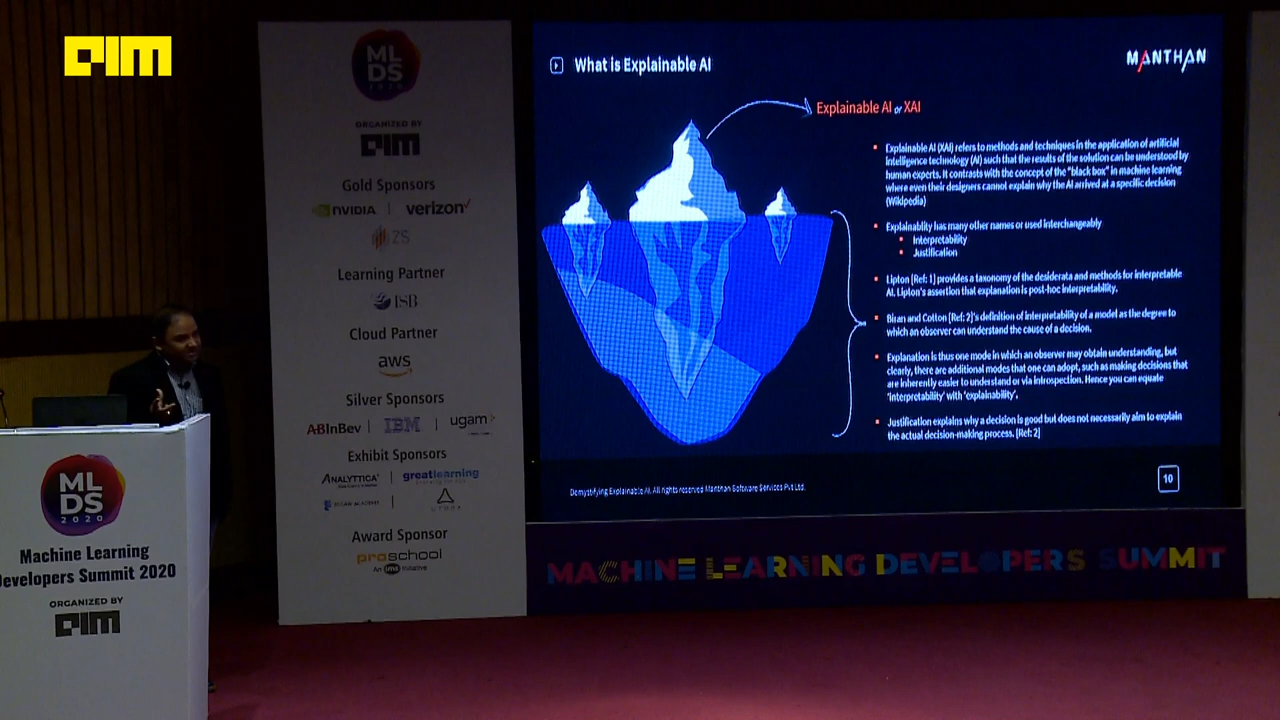 AIM
MLDS
2020
ORGANIZED BY
AIM
Gold Sponsors
NVIDIA
verizon
ZS
Learning Partner
ISB
Cloud Partner
aws
Silver Sponsors
ABInBev
IBM
ugam
Exhibit Sponsors
ANALYTTICA
greatlearning
Award Sponsor
proschool
An ims Initiative
What is Explainable AI
MANTHAN
Explainable AI or XAI
Explainable AI (XAI) refers to methods and techniques in the application of artificial
intelligence technology (AI) such that the results of the solution can be understood by
human experts. It contrasts with the concept of the "black box" in machine learning
where even their designers cannot explain why the AI arrived at a specific decision
(Wikipedia)
Explainablity has many other names or used interchangeably
Interpretability
Justification
Lipton [Ref: 1] provides a taxonomy of the desiderata and methods for interpretable
AI. Lipton's assertion that explanation is post-hoc interpretability.
Biran and Cotton [Ref: 2]'s definition of interpretability of a model as the degree to
which an observer can understand the cause of a decision.
Explanation is thus one mode in which an observer may obtain understanding, but
clearly, there are additional modes that one can adopt, such as making decisions that
are inherently easier to understand or via introspection. Hence you can equate
'interpretability' with 'explainability'.
Justification explains why a decision is good but does not necessarily aim to explain
the actual decision-making process. [Ref: 2]
Demystifying Explainable AI. All rights reserved Manthan Software Services Pvt Ltd.
10
MACHINE LEARNING DEVELOPERS SUMMIT
ML
DS
2020
Machine Learning
Developers Summit 2020
ORGANIZED BY
AIM